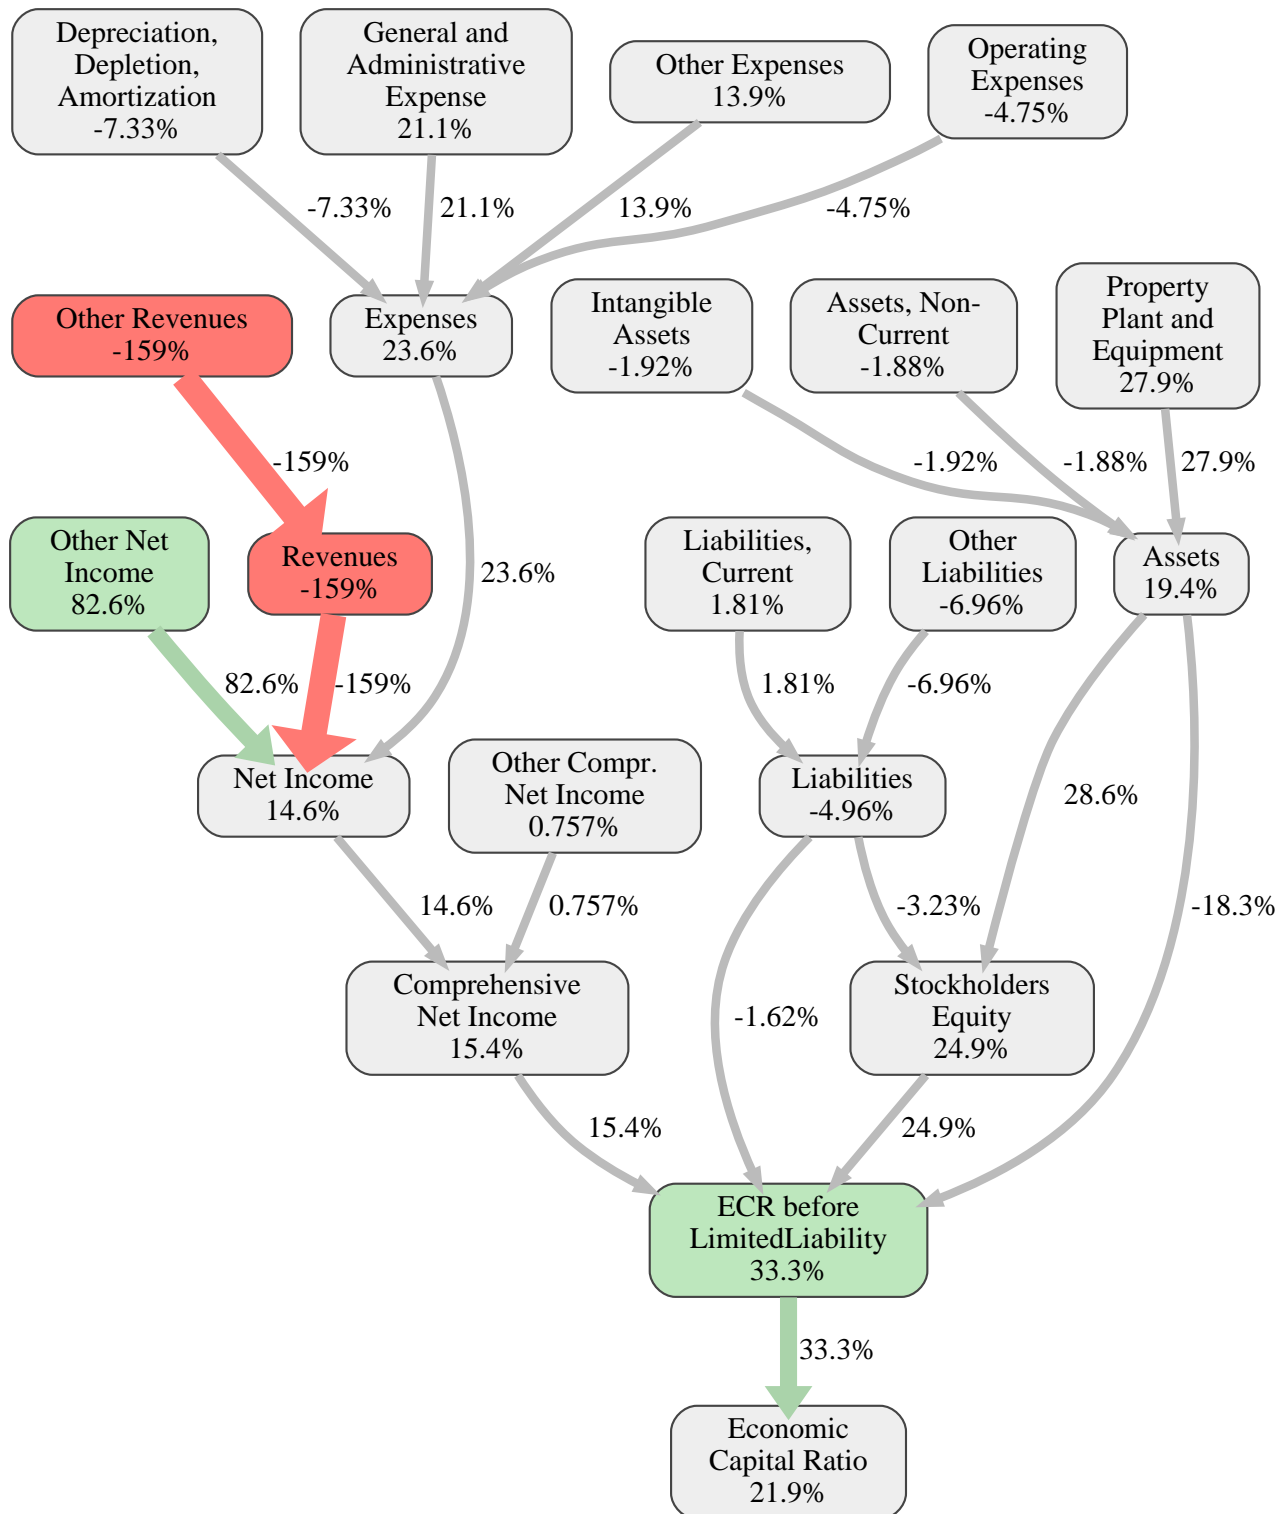 Depreciation,
Depletion,
Amortization
-7.33%
General and
Administrative
Expense
21.1%
Other Expenses
13.9%
Operating
Expenses
-4.75%
-7.33%
21.1%
13.9%
-4.75%
Other Revenues
-159%
Expenses
23.6%
Intangible
Assets
-1.92%
Assets, Non-
Current
-1.88%
Property
Plant and
Equipment
27.9%
-159%
-1.92%
-1.88%
27.9%
Other Net
Income
82.6%
Revenues
-159%
23.6%
Liabilities,
Current
1.81%
Other
Liabilities
-6.96%
Assets
19.4%
82.6%
-159%
1.81%
-6.96%
28.6%
Net Income
14.6%
Other Compr.
Net Income
0.757%
Liabilities
-4.96%
14.6%
0.757%
-3.23%
-18.3%
Comprehensive
Net Income
15.4%
-1.62%
Stockholders
Equity
24.9%
15.4%
24.9%
ECR before
LimitedLiability
33.3%
33.3%
Economic
Capital Ratio
21.9%